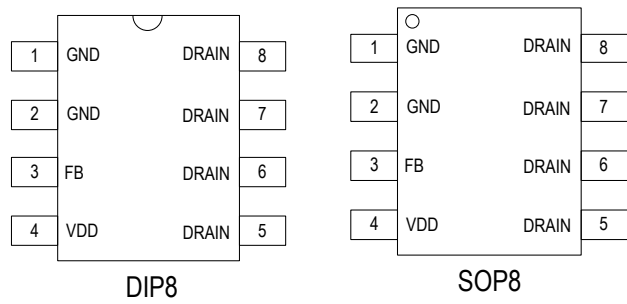 1 GND DRAIN 8
2 GND DRAIN 7
3 FB DRAIN 6
4 VDD DRAIN 5
DIP8
1 GND DRAIN 8
2 GND DRAIN 7
3 FB DRAIN 6
4 VDD DRAIN 5
SOP8